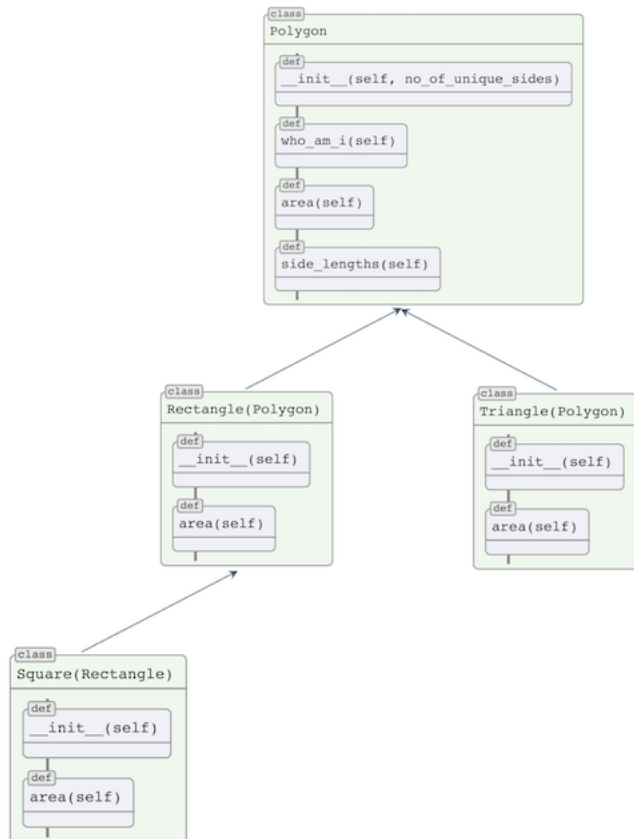 class
Polygon
def
__init__(self, no_of_unique_sides)
def
who_am_i(self)
def
area(self)
def
side_lengths(self)
class
Rectangle(Polygon)
def
__init__(self)
def
area(self)
class
Triangle(Polygon)
def
__init__(self)
def
area(self)
class
Square(Rectangle)
def
__init__(self)
def
area(self)